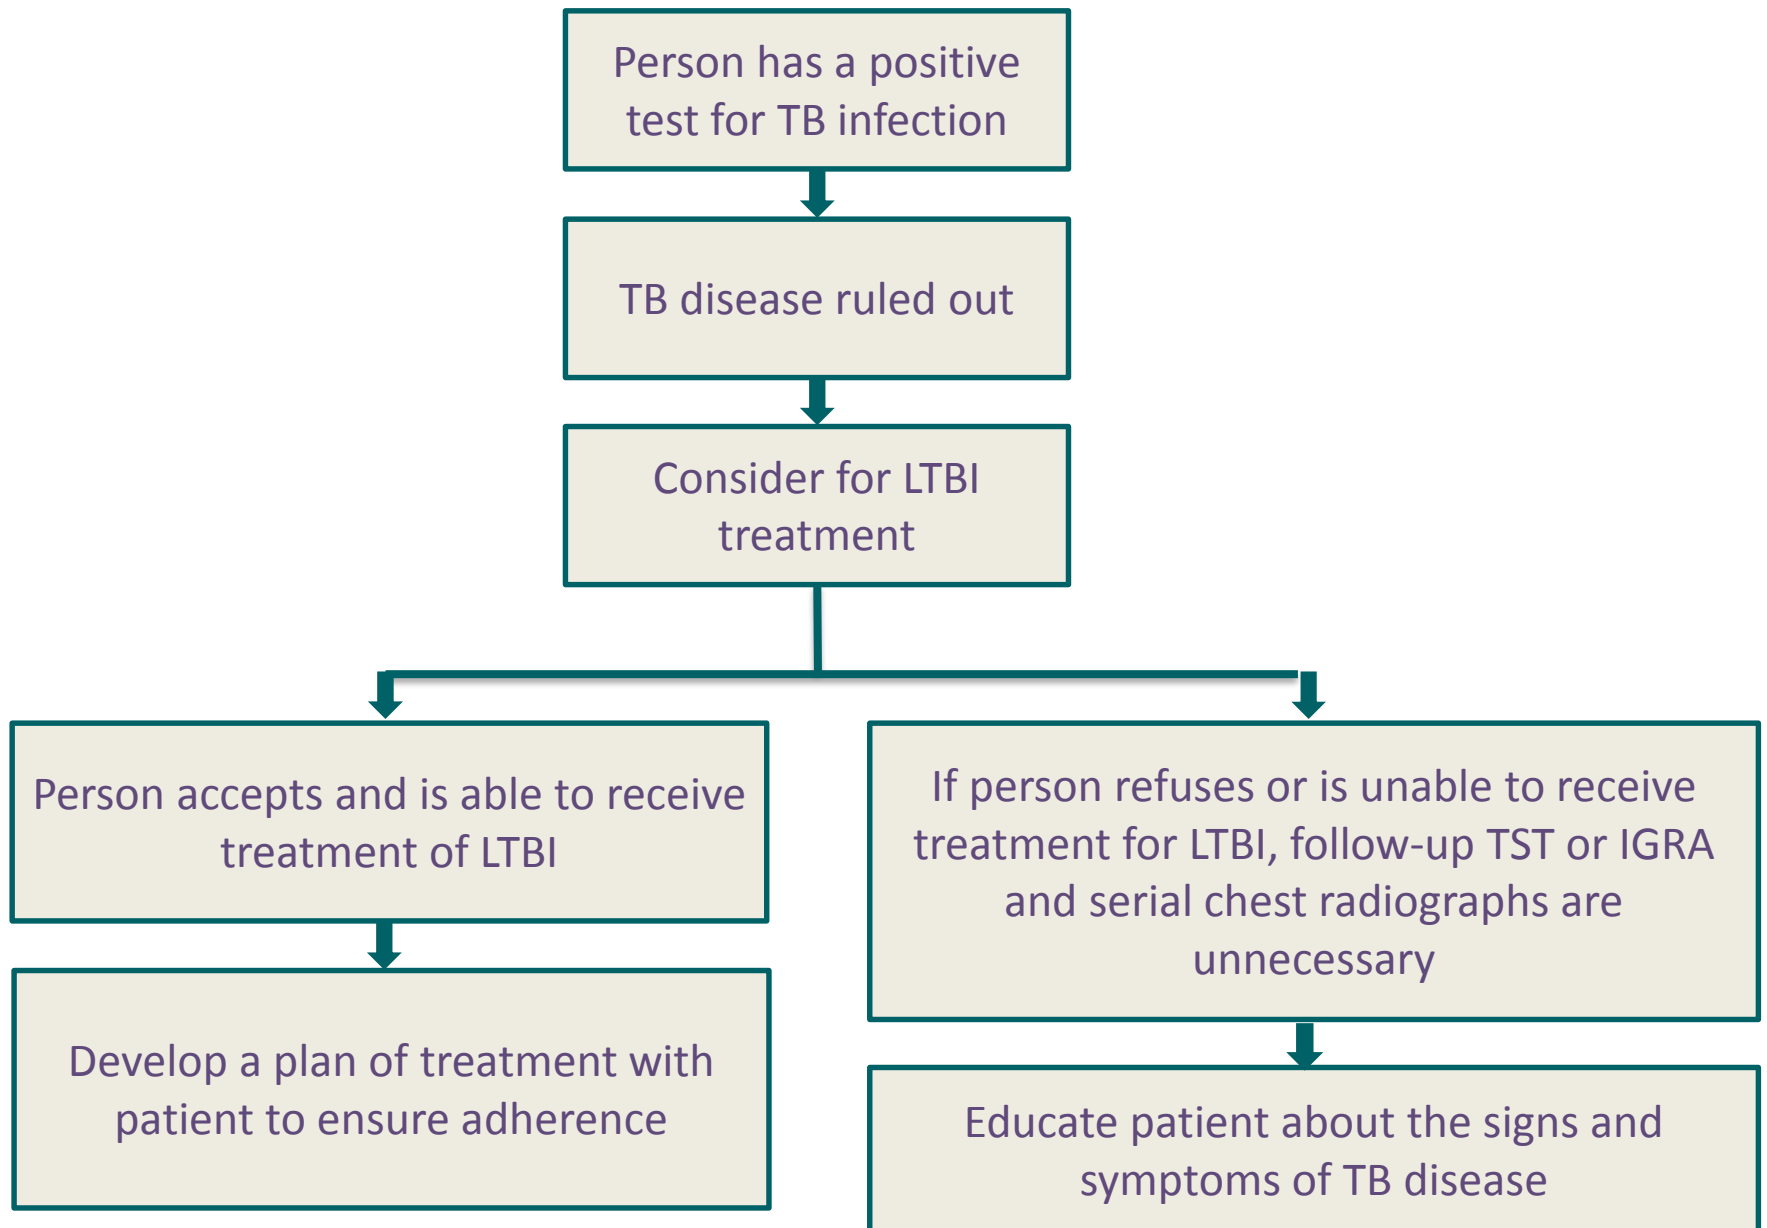 Person has a positive
test for TB infection
TB disease ruled out
Consider for LTBI
treatment
Person accepts and is able to receive
treatment of LTBI
Develop a plan of treatment with
patient to ensure adherence
If person refuses or is unable to receive
treatment for LTBI, follow-up TST or IGRA
and serial chest radiographs are
unnecessary
Educate patient about the signs and
symptoms of TB disease